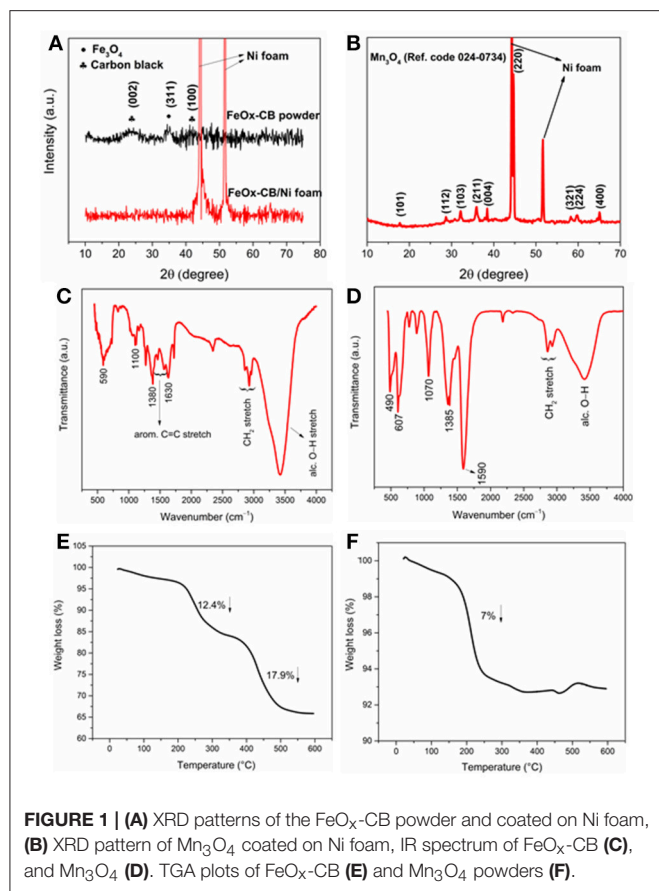 A
● Fe₃O₄
♣ Carbon black
Ni foam
(002)
(311)
(100)
FeOx-CB powder
FeOx-CB/Ni foam
Intensity (a.u.)
10 20 30 40 50 60 70 80
2θ (degree)
B
Mn₃O₄ (Ref. code 024-0734)
(220)
Ni foam
(101)
(112)
(103)
(211)
(004)
(321)
(224)
(400)
10 20 30 40 50 60 70
2θ (degree)
C
Transmittance (a.u.)
590
1100
1380
1630
arom. C=C stretch
CH₂ stretch
alc. O–H stretch
500 1000 1500 2000 2500 3000 3500 4000
Wavenumber (cm⁻¹)
D
Transmittance (a.u.)
490
607
1070
1385
1590
CH₂ stretch
alc. O–H
500 1000 1500 2000 2500 3000 3500 4000
Wavenumber (cm⁻¹)
E
Weight loss (%)
105
100
95
90
85
80
75
70
65
60
12.4%
17.9%
0 100 200 300 400 500 600
Temperature (°C)
F
Weight loss (%)
100
98
96
94
92
90
7%
0 100 200 300 400 500 600
Temperature (°C)
FIGURE 1 | (A) XRD patterns of the FeOₓ-CB powder and coated on Ni foam,
(B) XRD pattern of Mn₃O₄ coated on Ni foam, IR spectrum of FeOₓ-CB (C),
and Mn₃O₄ (D). TGA plots of FeOₓ-CB (E) and Mn₃O₄ powders (F).